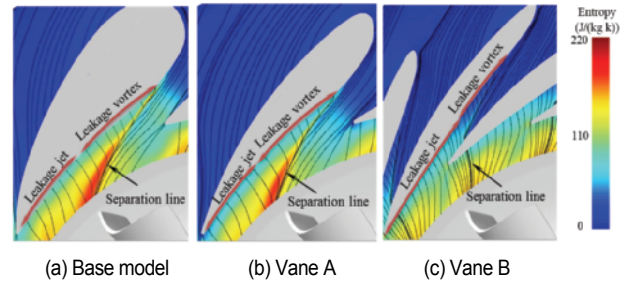 Entropy
(J/(kg k)
220
110
0
Leakage jet
Leakage vortex
Separation line
Leakage jet
Leakage vortex
Separation line
Leakage jet
Leakage vortex
Separation line
(a) Base model
(b) Vane A
(c) Vane B